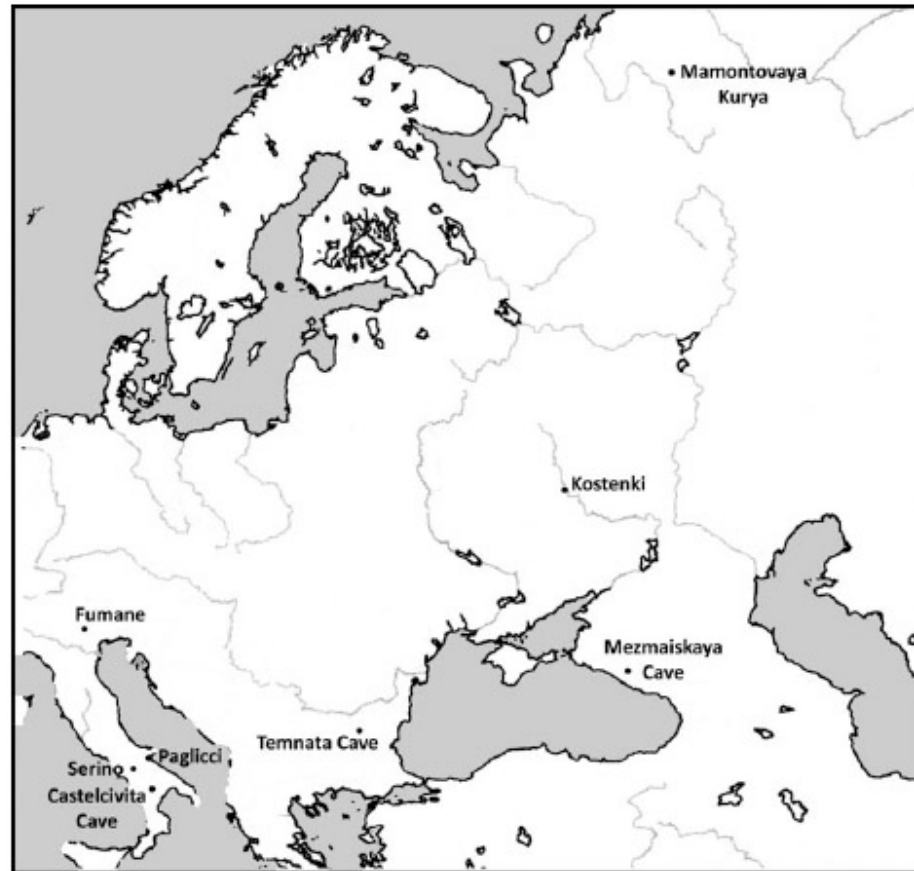 Mamontovaya
Kurya
Kostenki
Fumane
Mezmaiskaya
Cave
Temnata Cave
Paglicci
Serino
Castelcivita
Cave